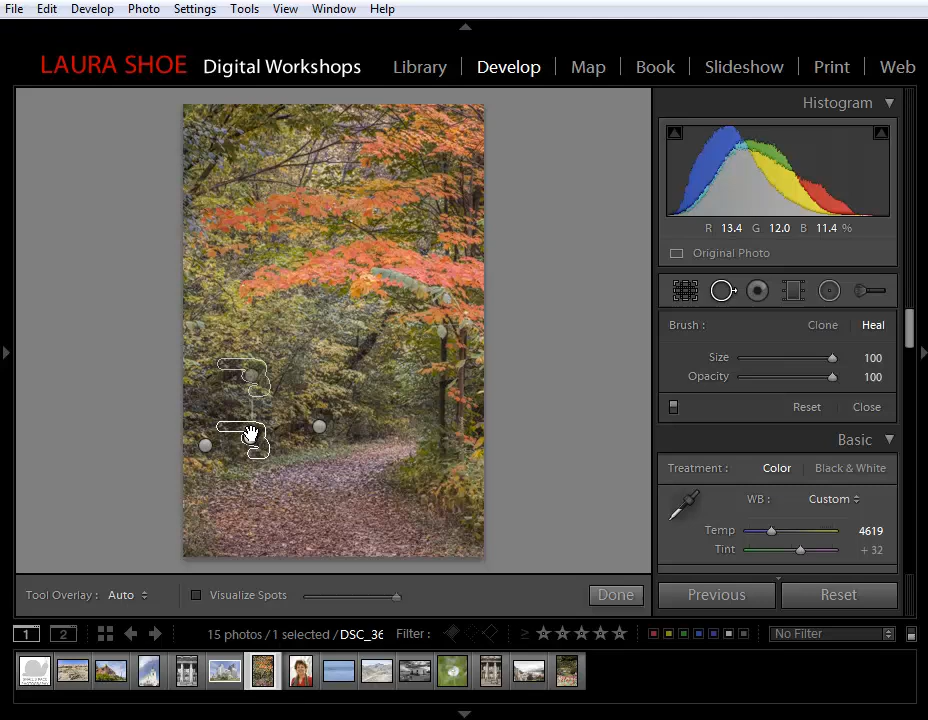 File Edit Develop Photo Settings Tools View Window Help
LAURA SHOE Digital Workshops Library Develop Map Book Slideshow Print Web
Histogram
R 13.4 G 12.0 B 11.4 %
Original Photo
Brush : Clone Heal
Size 100
Opacity 100
Reset Close
Basic
Treatment : Color Black & White
WB : Custom
Temp 4619
Tint + 32
Tool Overlay : Auto Visualize Spots Done Previous Reset
1 2 15 photos / 1 selected / DSC_36 Filter : No Filter